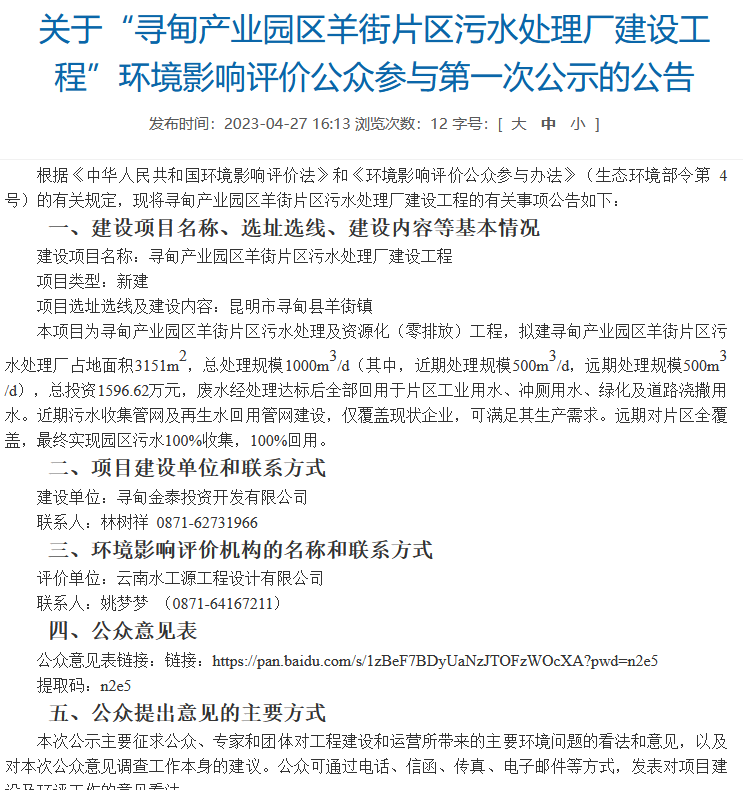 关于“寻甸产业园区羊街片区污水处理厂建设工
程”环境影响评价公众参与第一次公示的公告
发布时间：2023-04-27 16:13 浏览次数：12 字号：[ 大 中 小 ]
根据《中华人民共和国环境影响评价法》和《环境影响评价公众参与办法》（生态环境部令第 4
号）的有关规定，现将寻甸产业园区羊街片区污水处理厂建设工程的有关事项公告如下：
一、建设项目名称、选址选线、建设内容等基本情况
建设项目名称：寻甸产业园区羊街片区污水处理厂建设工程
项目类型：新建
项目选址选线及建设内容：昆明市寻甸县羊街镇
本项目为寻甸产业园区羊街片区污水处理及资源化（零排放）工程，拟建寻甸产业园区羊街片区污
水处理厂占地面积3151m²，总处理规模1000m³/d（其中，近期处理规模500m³/d，远期处理规模500m³
/d），总投资1596.62万元，废水经处理达标后全部回用于片区工业用水、冲厕用水、绿化及道路浇撒用
水。近期污水收集管网及再生水回用管网建设，仅覆盖现状企业，可满足其生产需求。远期对片区全覆
盖，最终实现园区污水100%收集，100%回用。
二、项目建设单位和联系方式
建设单位：寻甸金泰投资开发有限公司
联系人：林树祥 0871-62731966
三、环境影响评价机构的名称和联系方式
评价单位：云南水工源工程设计有限公司
联系人：姚梦梦 （0871-64167211）
四、公众意见表
公众意见表链接：链接：https://pan.baidu.com/s/1zBeF7BDyUaNzJTOFzWOcXA?pwd=n2e5
提取码：n2e5
五、公众提出意见的主要方式
本次公示主要征求公众、专家和团体对工程建设和运营所带来的主要环境问题的看法和意见，以及
对本次公众意见调查工作本身的建议。公众可通过电话、信函、传真、电子邮件等方式，发表对项目建
设及环评工作的意见看法